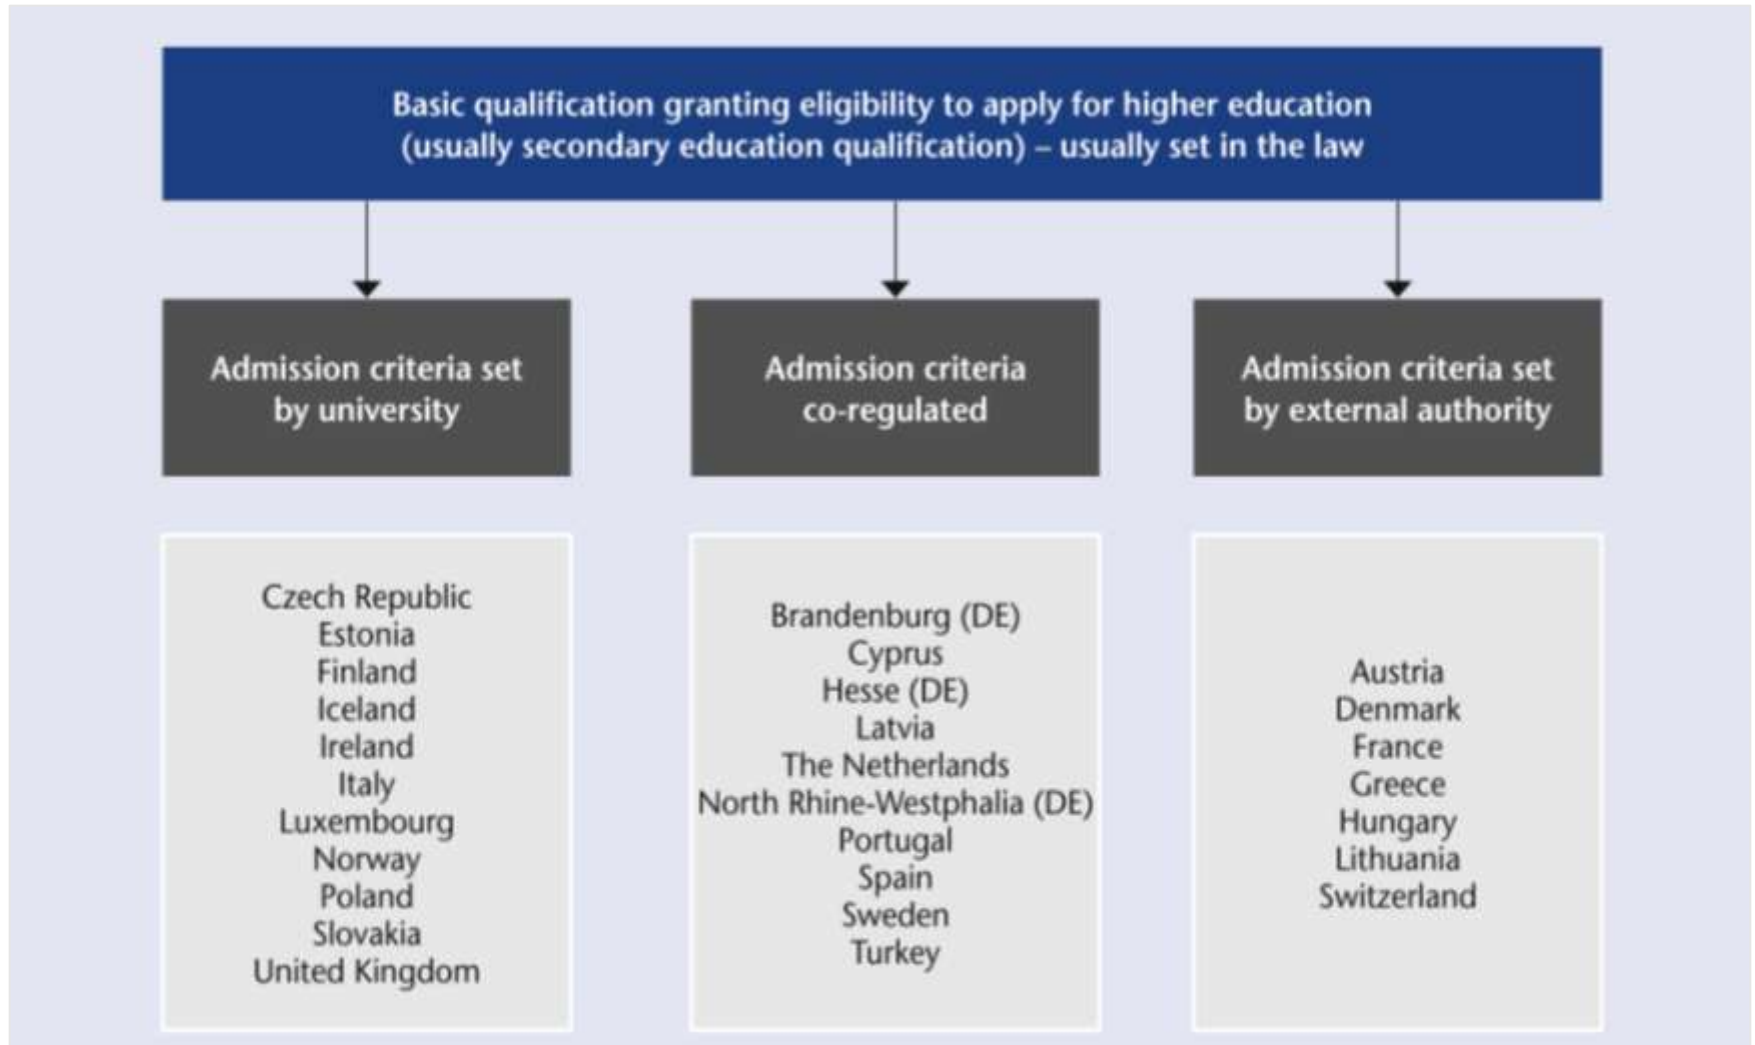 Basic qualification granting eligibility to apply for higher education
(usually secondary education qualification) – usually set in the law
Admission criteria set
by university
Admission criteria
co-regulated
Admission criteria set
by external authority
Czech Republic
Estonia
Finland
Iceland
Ireland
Italy
Luxembourg
Norway
Poland
Slovakia
United Kingdom
Brandenburg (DE)
Cyprus
Hesse (DE)
Latvia
The Netherlands
North Rhine-Westphalia (DE)
Portugal
Spain
Sweden
Turkey
Austria
Denmark
France
Greece
Hungary
Lithuania
Switzerland